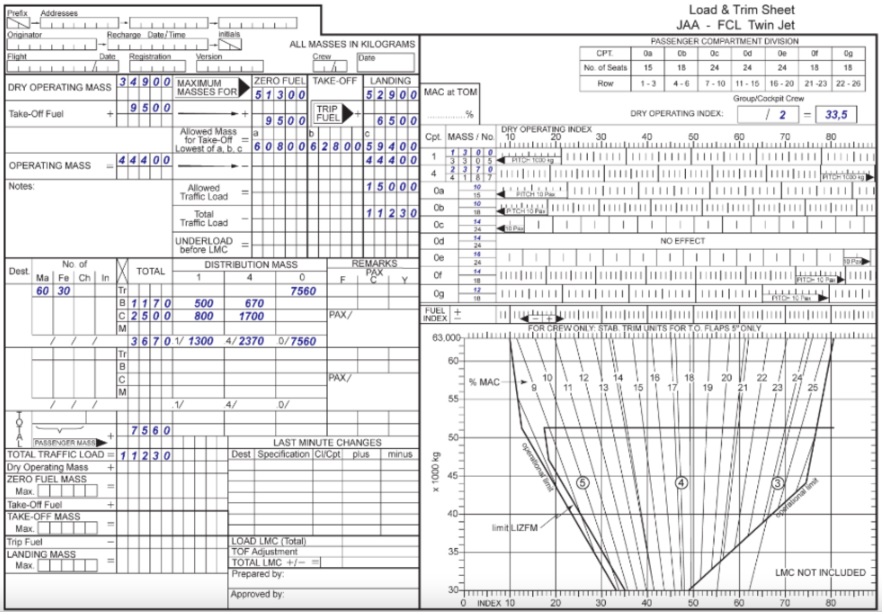 Load & Trim Sheet
JAA - FCL Twin Jet
Prefix Addresses
Originator Recharge Date/Time Initials
ALL MASSES IN KILOGRAMS
Flight Date Registration Version Crew Date
PASSENGER COMPARTMENT DIVISION
CPT. 0a 0b 0c 0d 0e 0f 0g
No. of Seats 15 18 24 24 24 18 18
Row 1 - 3 4 - 6 7 - 10 11 - 15 16 - 20 21 - 23 22 - 26
Group/Cockpit Crew
DRY OPERATING INDEX: / 2 = 33,5
MAC at TOM
............%
DRY OPERATING MASS 34900 MAXIMUM MASSES FOR ZERO FUEL TAKE-OFF LANDING
51300 52900
Take-Off Fuel + 9500 + 9500 TRIP FUEL + 6500
Allowed Mass for Take-Off Lowest of a, b, c = a 60800 b 62800 c 59400
OPERATING MASS = 44400 - 44400
Notes:
Allowed Traffic Load = 15000
Total Traffic Load - 11230
UNDERLOAD before LMC =
Dest. No. of TOTAL DISTRIBUTION MASS REMARKS
Ma Fe Ch In 1 4 0 PAX
F C Y
60 30 Tr 7560
B 1170 500 670
C 2500 800 1700 PAX/
M
/ / / 3670 1/ 1300 4/ 2370 0/ 7560
Tr
B
C PAX/
M
/ / / 1/ 4/ 0/
TOTAL
PASSENGER MASS + 7560
TOTAL TRAFFIC LOAD = 11230
Dry Operating Mass +
ZERO FUEL MASS
Max. =
Take-Off Fuel +
TAKE-OFF MASS
Max. =
Trip Fuel -
LANDING MASS
Max. =
LAST MINUTE CHANGES
Dest Specification Cl/Cpt plus minus
LOAD LMC (Total)
TOF Adjustment
TOTAL LMC +/- =
Prepared by:
Approved by:
Cpt. MASS / No. DRY OPERATING INDEX
10 20 30 40 50 60 70 80
1 1300
3305 PITCH 1000 kg
4 2370
4187 PITCH 1000 kg
0a 10
15 PITCH 10 Pax
0b 10
18 PITCH 10 Pax
0c 14
24 10 Pax
0d 14
24 NO EFFECT
0e
24 10 Pax
0f 14
18 PITCH 10 Pax
0g 12
18 PITCH 10 Pax
FUEL INDEX + -
- +
FOR CREW ONLY: STAB. TRIM UNITS FOR T.O. FLAPS 5° ONLY
63,000
60
55
50
45
40
35
30
x 1000 kg
% MAC
9 10 11 12 13 14 15 16 17 18 19 20 21 22 23 24 25
operational limit
5 4 3
operational limit
limit LIZFM
LMC NOT INCLUDED
0 INDEX 10 20 30 40 50 60 70 80